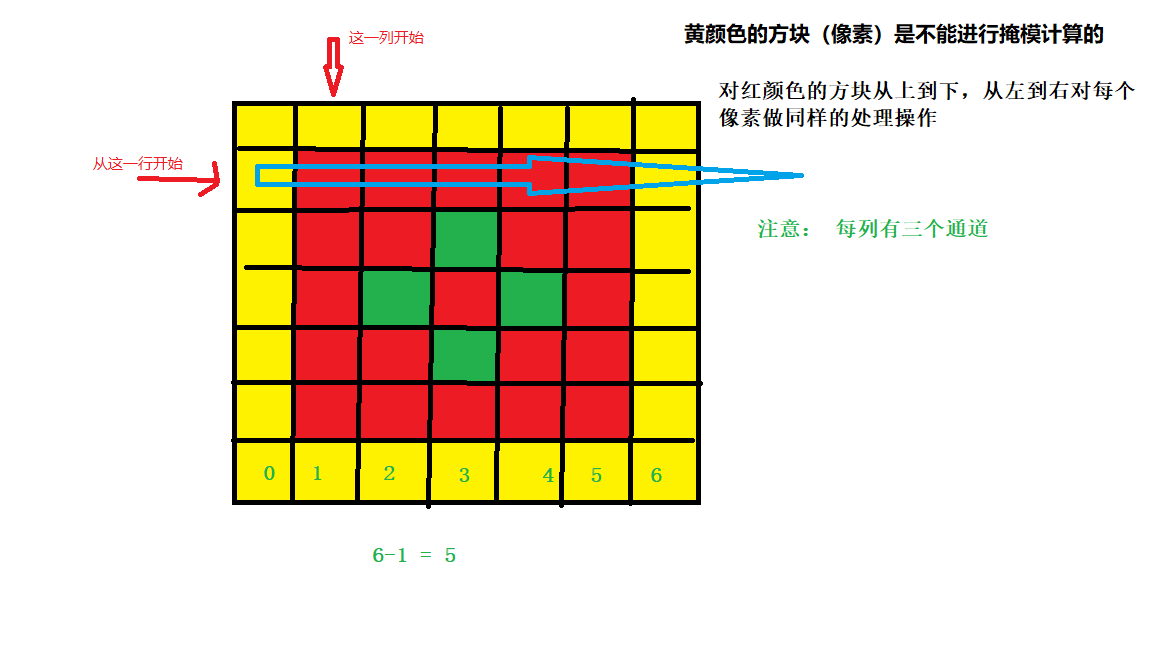 黄颜色的方块（像素）是不能进行掩模计算的
这一列开始
对红颜色的方块从上到下，从左到右对每个
像素做同样的处理操作
从这一行开始
注意： 每列有三个通道
0 1 2 3 4 5 6
6-1 = 5